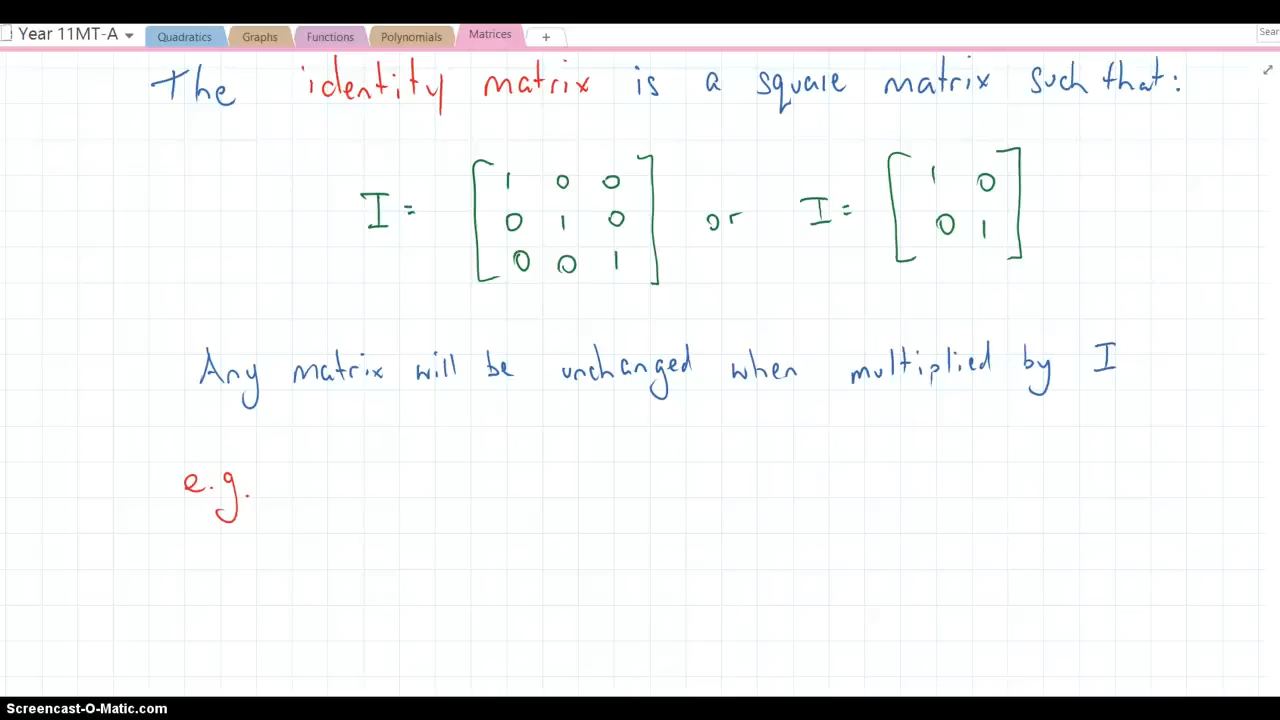 Year 11MT-A Quadratics Graphs Functions Polynomials Matrices + Sear
The identity matrix is a square matrix such that:
I = [1 0 0 0 1 0 0 0 1] or I = [1 0 0 1]
Any matrix will be unchanged when multiplied by I
e.g.
Screencast-O-Matic.com